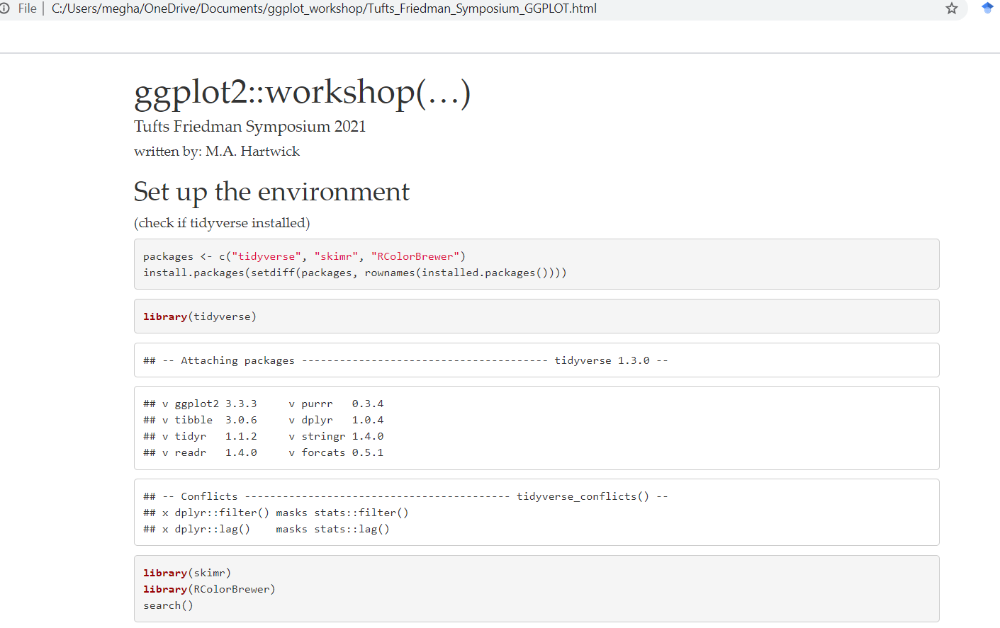 File | C:/Users/megha/OneDrive/Documents/ggplot_workshop/Tufts_Friedman_Symposium_GGPLOT.html
ggplot2::workshop(…)
Tufts Friedman Symposium 2021
written by: M.A. Hartwick
Set up the environment
(check if tidyverse installed)
packages <- c("tidyverse", "skimr", "RColorBrewer")
install.packages(setdiff(packages, rownames(installed.packages())))
library(tidyverse)
## -- Attaching packages --------------------------------------- tidyverse 1.3.0 --
## v ggplot2 3.3.3     v purrr   0.3.4
## v tibble  3.0.6     v dplyr   1.0.4
## v tidyr   1.1.2     v stringr 1.4.0
## v readr   1.4.0     v forcats 0.5.1
## -- Conflicts ------------------------------------------ tidyverse_conflicts() --
## x dplyr::filter() masks stats::filter()
## x dplyr::lag()    masks stats::lag()
library(skimr)
library(RColorBrewer)
search()